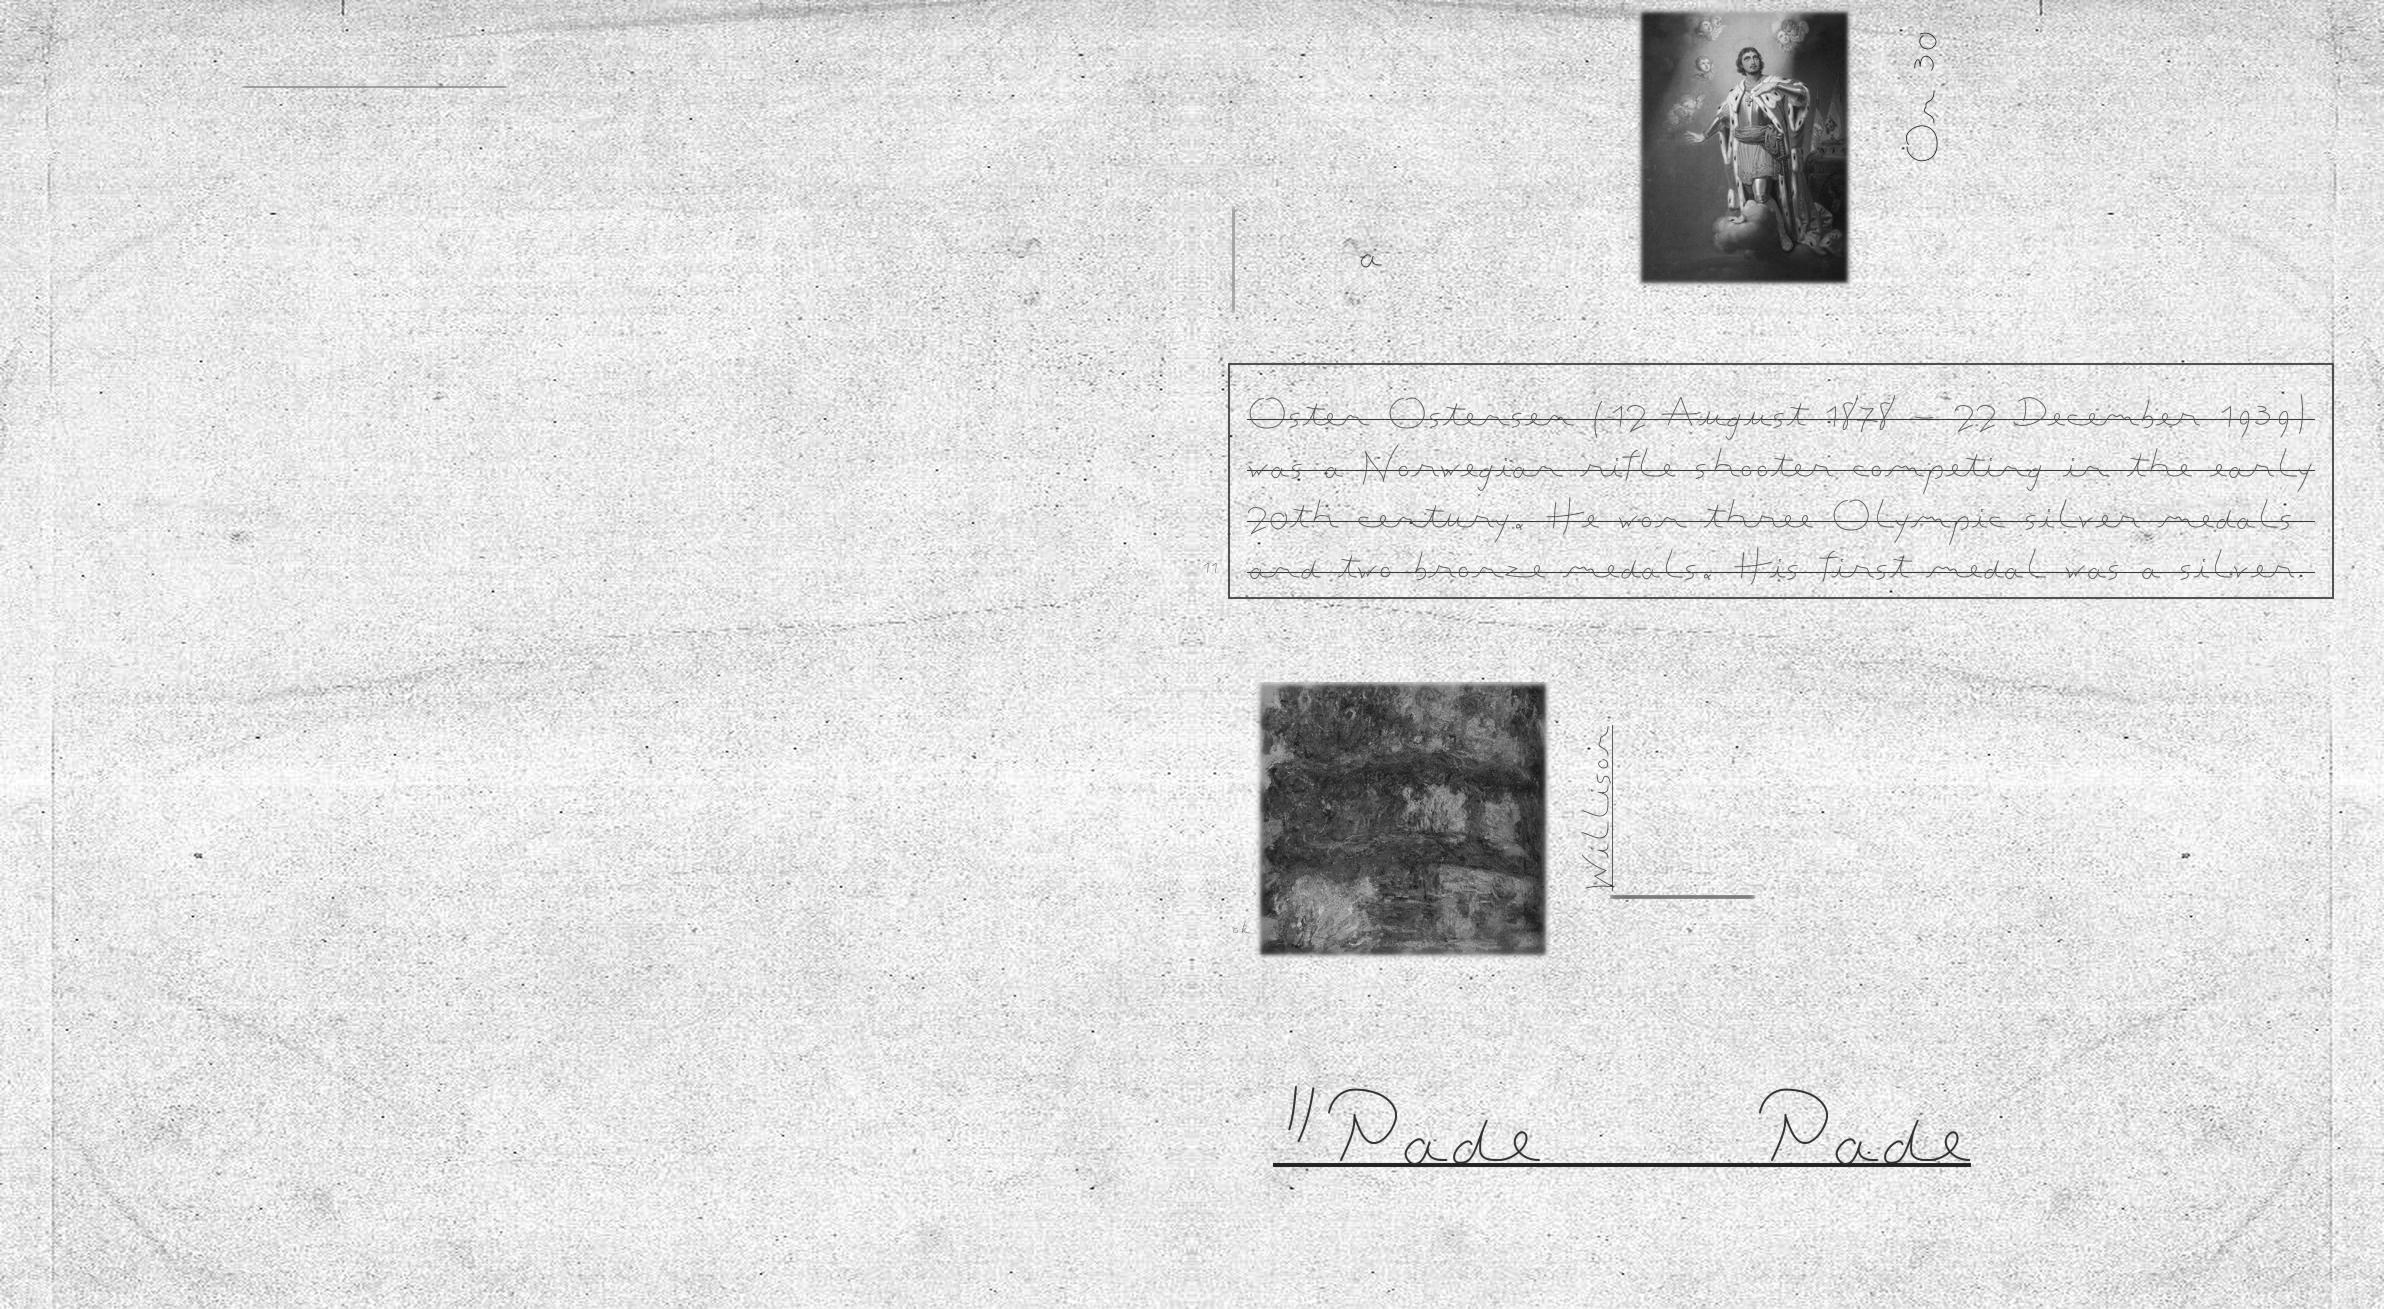 On 30
a
Osten Ostensen (12 August 1878 – 22 December 1939)
was a Norwegian rifle shooter competing in the early
20th century. He won three Olympic silver medals
and two bronze medals. His first medal was a silver.
11
Willison
ok
"Pade Pade